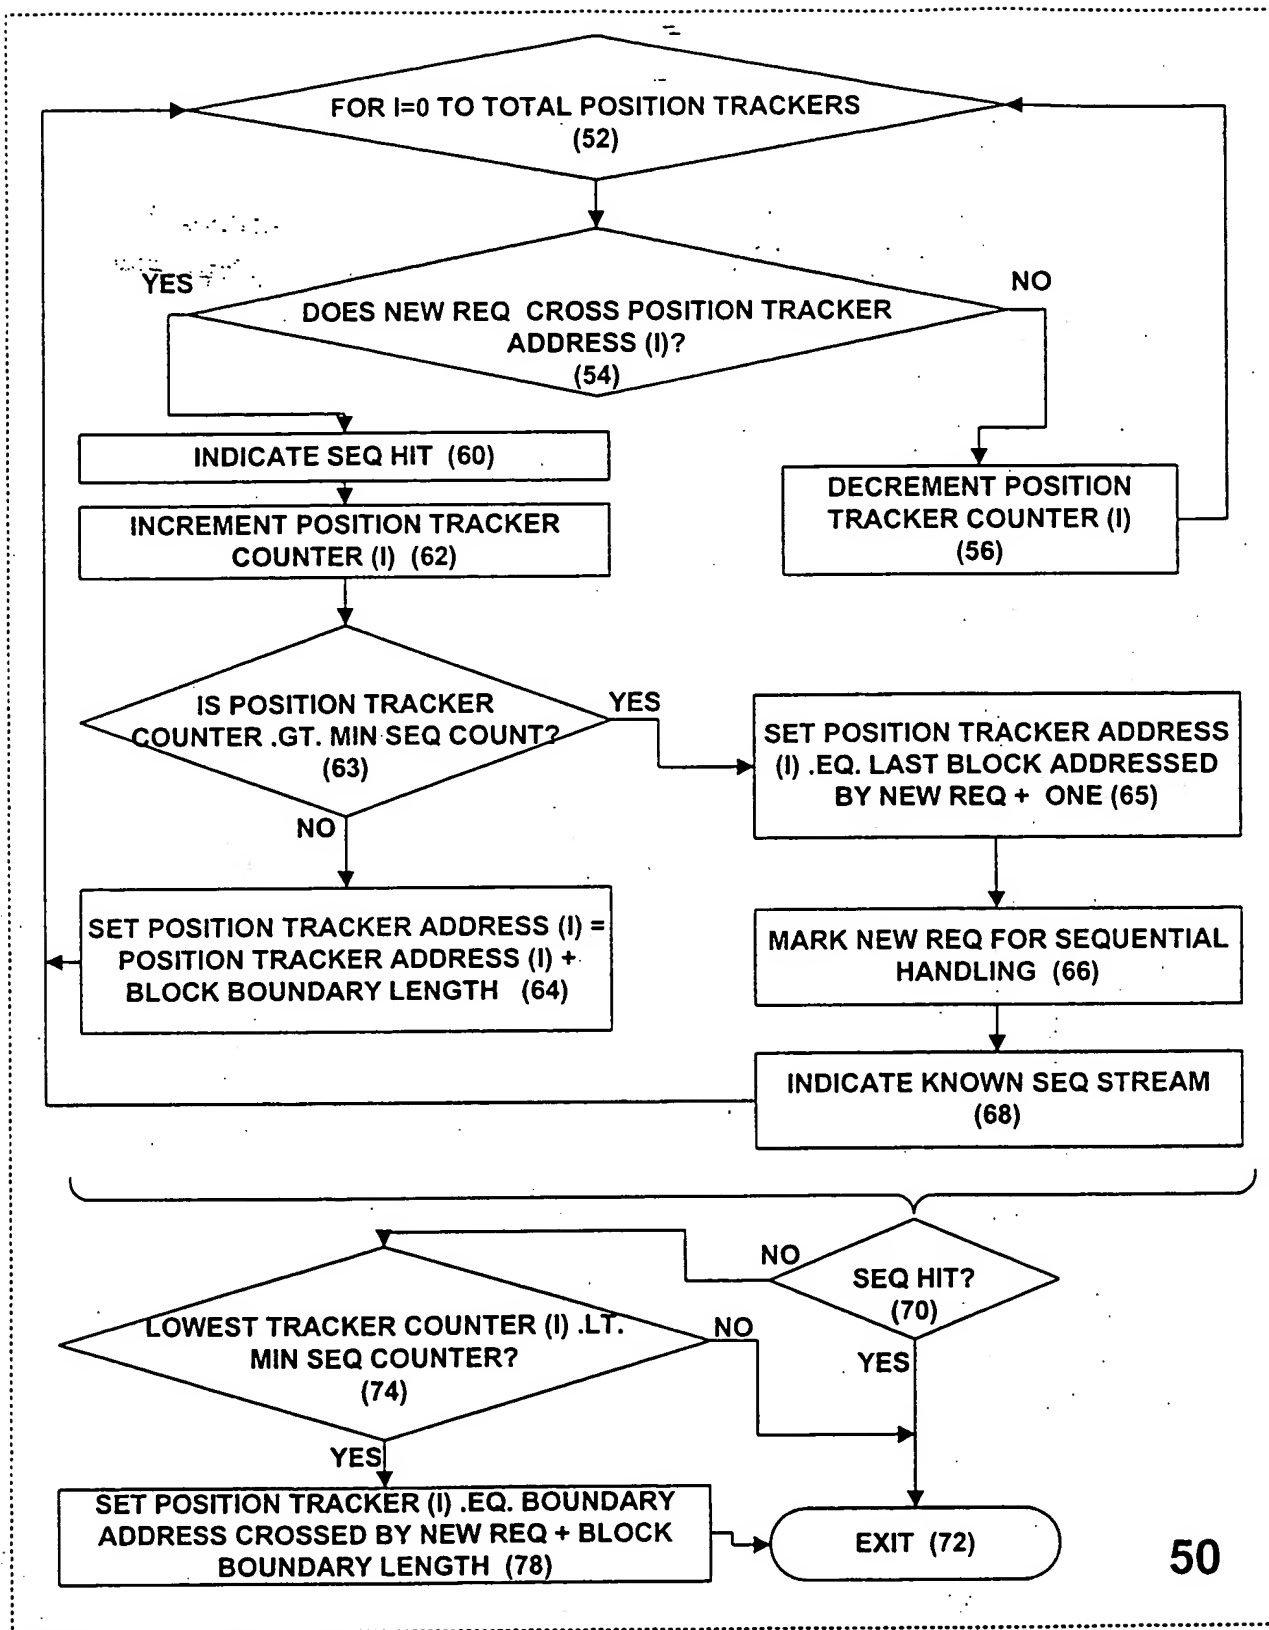 FOR I=0 TO TOTAL POSITION TRACKERS
(52)
YES
NO
DOES NEW REQ CROSS POSITION TRACKER
ADDRESS (I)?
(54)
INDICATE SEQ HIT (60)
INCREMENT POSITION TRACKER
COUNTER (I) (62)
DECREMENT POSITION
TRACKER COUNTER (I)
(56)
IS POSITION TRACKER
COUNTER .GT. MIN SEQ COUNT?
(63)
YES
NO
SET POSITION TRACKER ADDRESS
(I) .EQ. LAST BLOCK ADDRESSED
BY NEW REQ + ONE (65)
SET POSITION TRACKER ADDRESS (I) =
POSITION TRACKER ADDRESS (I) +
BLOCK BOUNDARY LENGTH (64)
MARK NEW REQ FOR SEQUENTIAL
HANDLING (66)
INDICATE KNOWN SEQ STREAM
(68)
NO
SEQ HIT?
(70)
YES
LOWEST TRACKER COUNTER (I) .LT.
MIN SEQ COUNTER?
(74)
NO
YES
SET POSITION TRACKER (I) .EQ. BOUNDARY
ADDRESS CROSSED BY NEW REQ + BLOCK
BOUNDARY LENGTH (78)
EXIT (72)
50